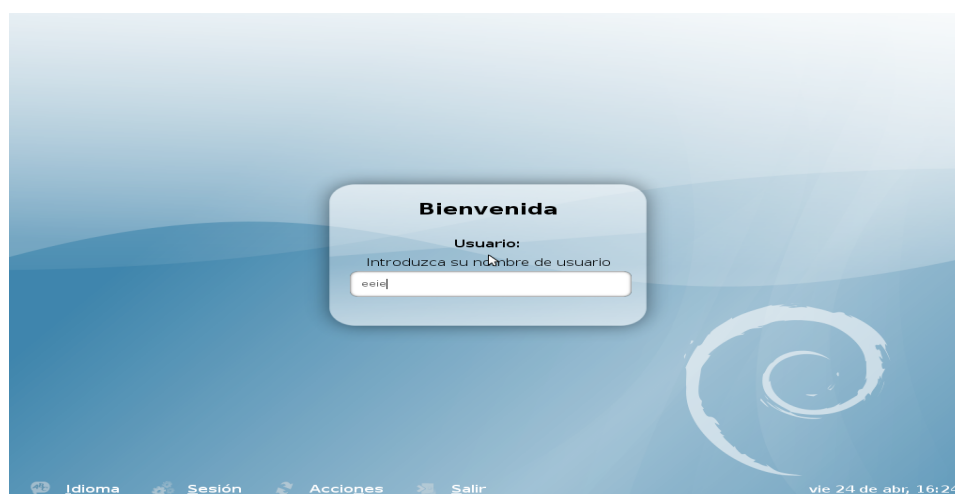 Bienvenida
Usuario:
Introduzca su nombre de usuario
eeie
Idioma Sesión Acciones Salir vie 24 de abr, 16:24